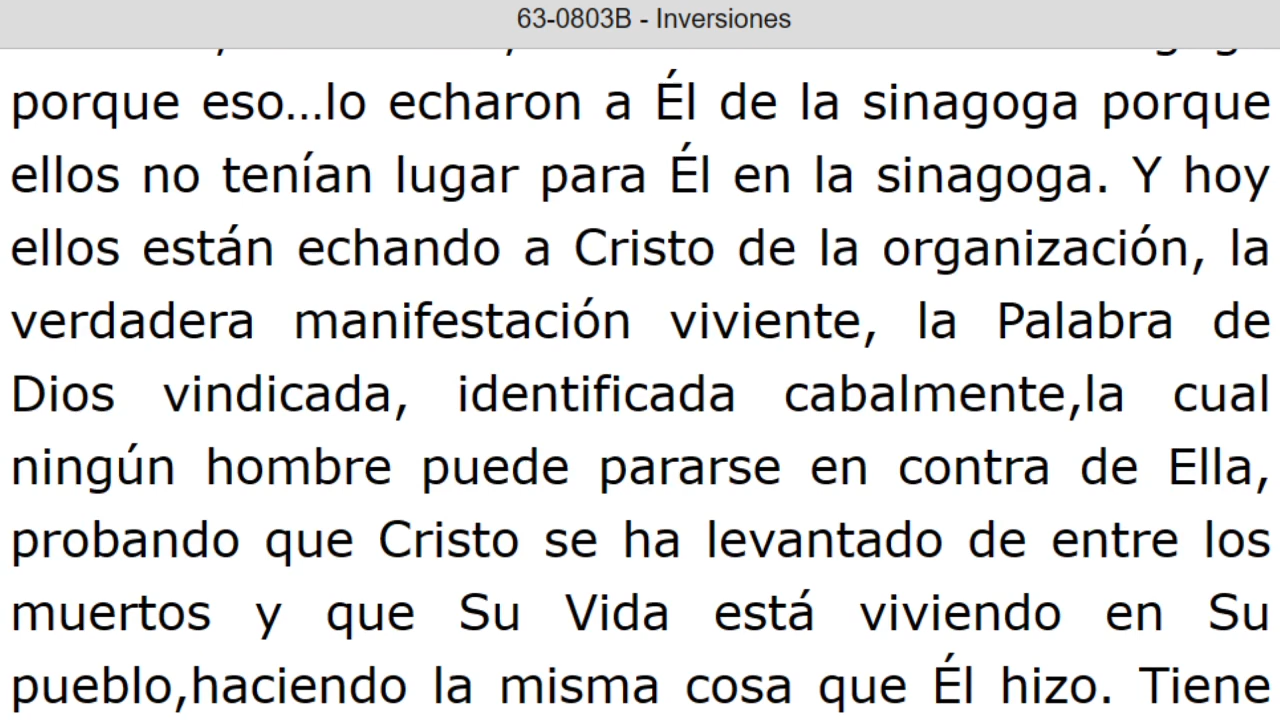 63-0803B - Inversiones
porque eso...lo echaron a Él de la sinagoga porque
ellos no tenían lugar para Él en la sinagoga. Y hoy
ellos están echando a Cristo de la organización, la
verdadera manifestación viviente, la Palabra de
Dios vindicada, identificada cabalmente,la cual
ningún hombre puede pararse en contra de Ella,
probando que Cristo se ha levantado de entre los
muertos y que Su Vida está viviendo en Su
pueblo,haciendo la misma cosa que Él hizo. Tiene